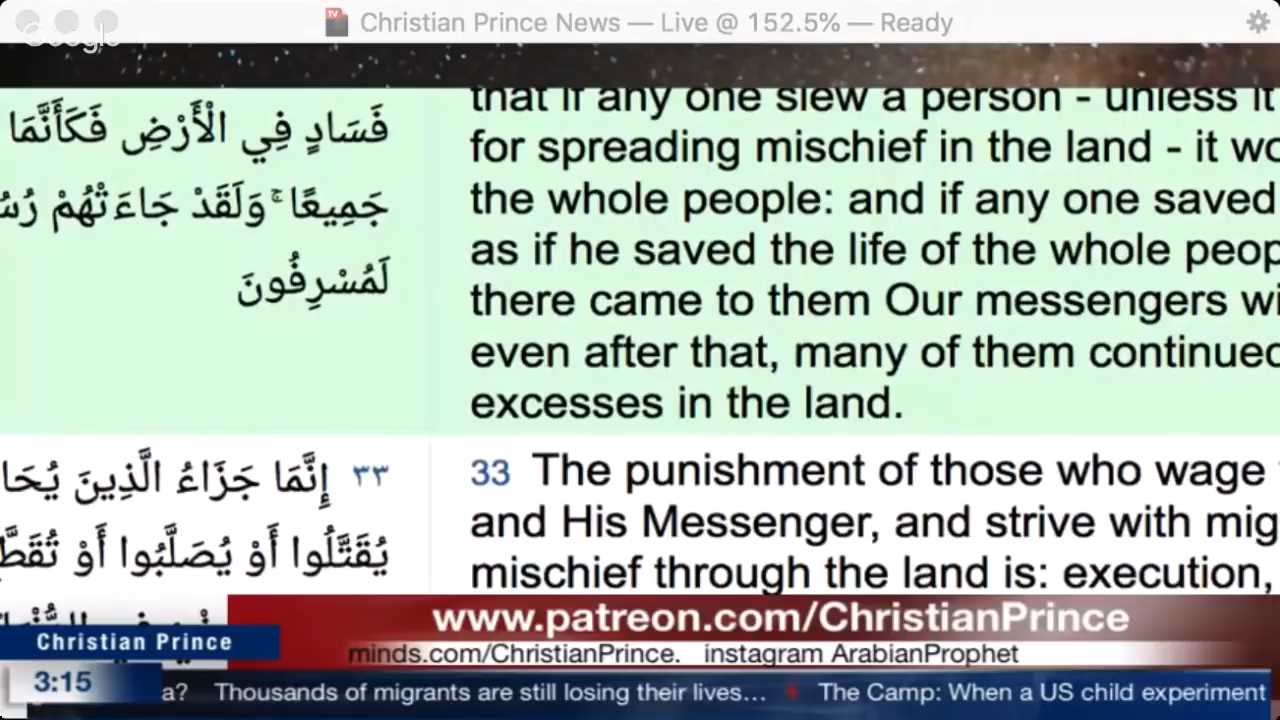 Christian Prince News — Live @ 152.5% — Ready
Google
فَسَادٍ فِي الْأَرْضِ فَكَأَنَّمَا
جَمِيعًا ۚ وَلَقَدْ جَاءَتْهُمْ
لَمُسْرِفُونَ
that if any one slew a person - unless it
for spreading mischief in the land - it
the whole people: and if any one saved
as if he saved the life of the whole
there came to them Our messengers
even after that, many of them continued
excesses in the land.
٣٣ إِنَّمَا جَزَاءُ الَّذِينَ
يُقَتَّلُوا أَوْ يُصَلَّبُوا أَوْ
33 The punishment of those who wage
and His Messenger, and strive with
mischief through the land is: execution,
www.patreon.com/ChristianPrince
Christian Prince
minds.com/ChristianPrince. instagram ArabianProphet
3:15
a? Thousands of migrants are still losing their lives... The Camp: When a US child experiment